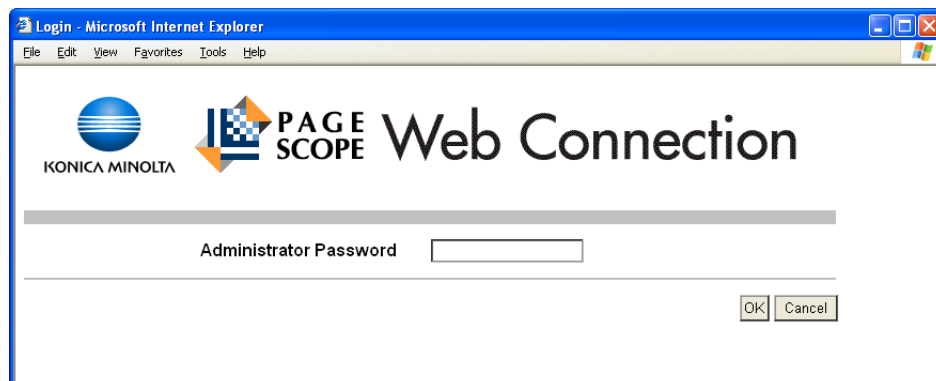 Login - Microsoft Internet Explorer
File Edit View Favorites Tools Help
KONICA MINOLTA
PAGE SCOPE Web Connection
Administrator Password
OK Cancel